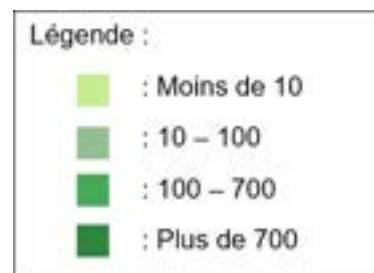 Légende :
: Moins de 10
: 10 – 100
: 100 – 700
: Plus de 700